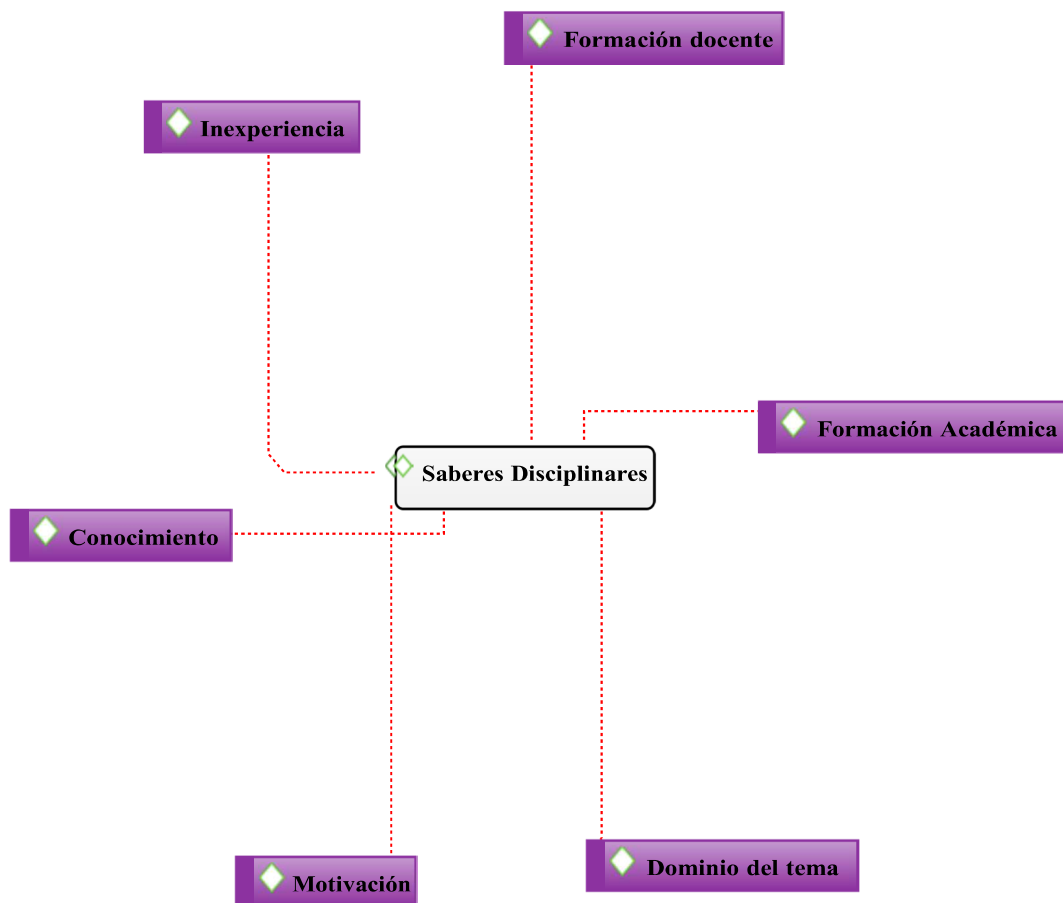 Formación docente
Inexperiencia
Formación Académica
Saberes Disciplinares
Conocimiento
Dominio del tema
Motivación